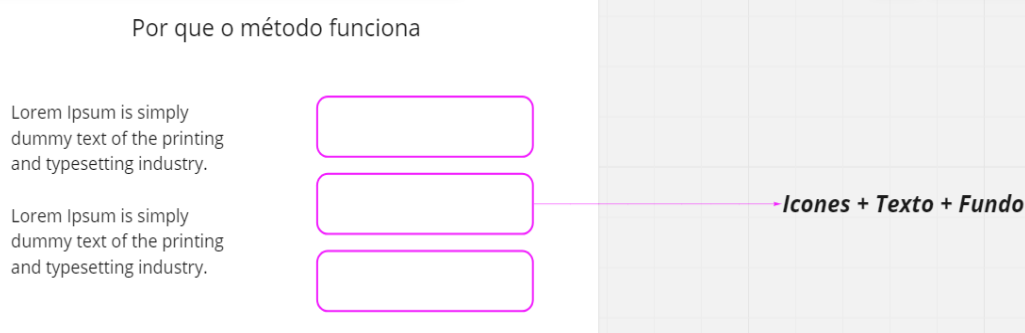 Por que o método funciona
Lorem Ipsum is simply
dummy text of the printing
and typesetting industry.
Lorem Ipsum is simply
dummy text of the printing
and typesetting industry.
Icones + Texto + Fundo